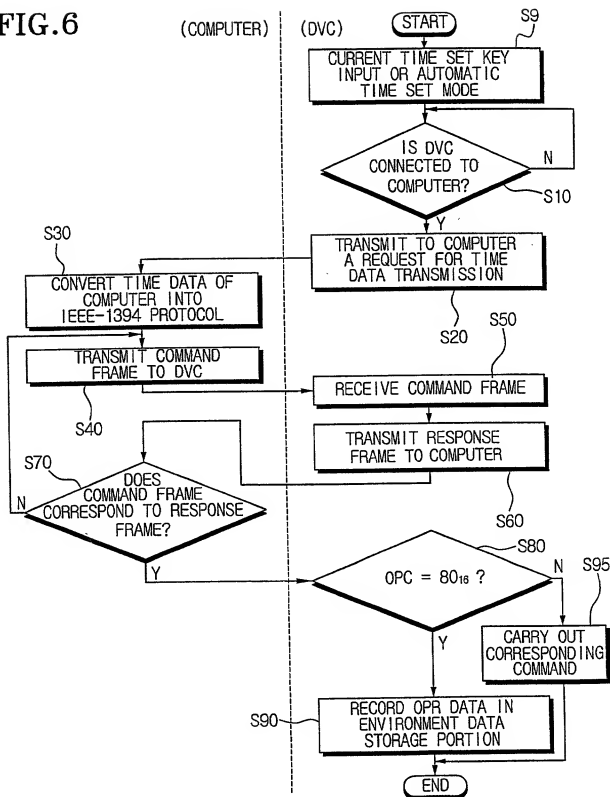 FIG.6
(COMPUTER)
(DVC)
START
S9
CURRENT TIME SET KEY
INPUT OR AUTOMATIC
TIME SET MODE
IS DVC
CONNECTED TO
COMPUTER?
N
S10
Y
TRANSMIT TO COMPUTER
A REQUEST FOR TIME
DATA TRANSMISSION
S20
S30
CONVERT TIME DATA OF
COMPUTER INTO
IEEE-1394 PROTOCOL
TRANSMIT COMMAND
FRAME TO DVC
S40
S50
RECEIVE COMMAND FRAME
TRANSMIT RESPONSE
FRAME TO COMPUTER
S60
S70
DOES
COMMAND FRAME
CORRESPOND TO RESPONSE
FRAME?
N
Y
S80
OPC = 80₁₆ ?
N
S95
Y
CARRY OUT
CORRESPONDING
COMMAND
RECORD OPR DATA IN
ENVIRONMENT DATA
STORAGE PORTION
S90
END